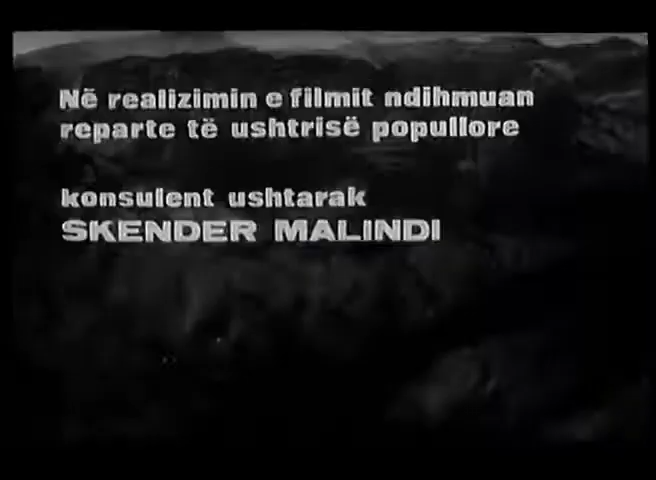 Në realizimin e filmit ndihmuan
reparte të ushtrisë popullore
konsulent ushtarak
SKENDER MALINDI